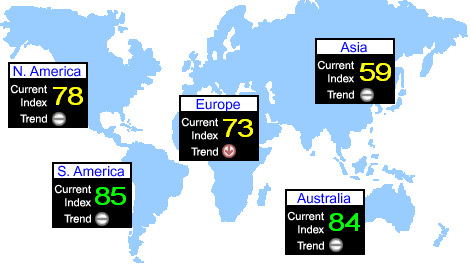 Asia
Current
Index
59
Trend
N. America
Current
Index
78
Trend
Europe
Current
Index
73
Trend
S. America
Current
Index
85
Trend
Australia
Current
Index
84
Trend